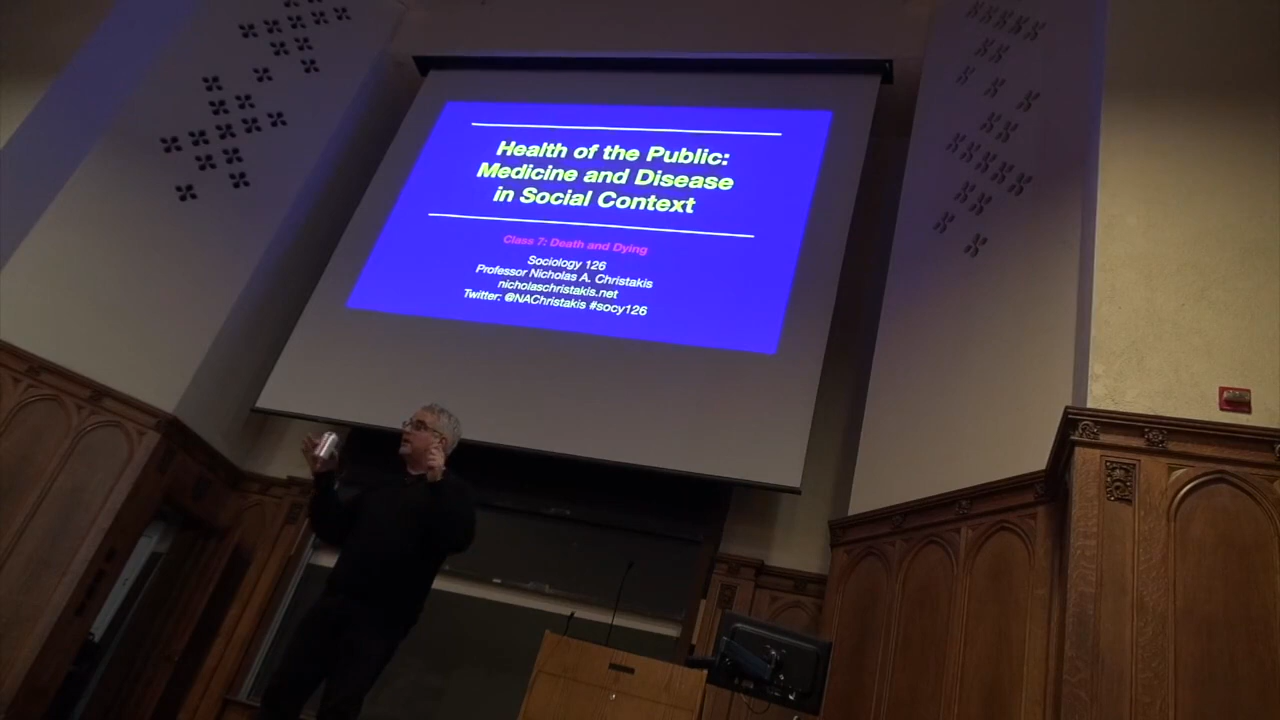 Health of the Public:
Medicine and Disease
in Social Context
Class 7: Death and Dying
Sociology 126
Professor Nicholas A. Christakis
nicholaschristakis.net
Twitter: @NAChristakis #socy126